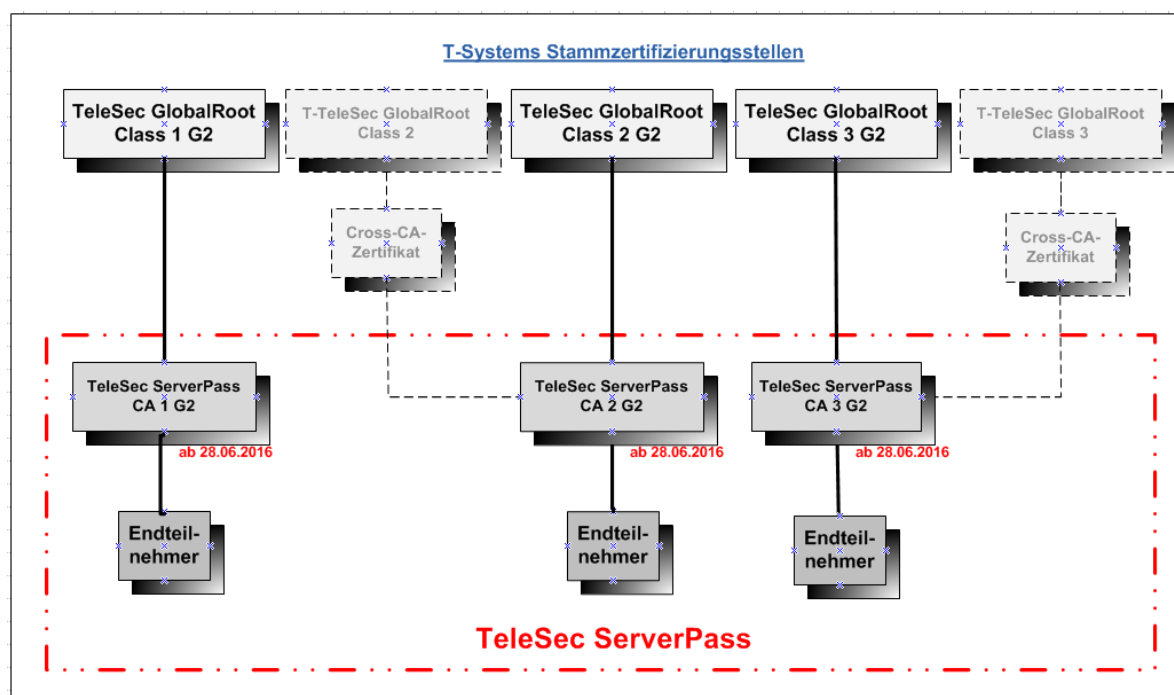 T-Systems Stammzertifizierungsstellen
TeleSec GlobalRoot
Class 1 G2
T-TeleSec GlobalRoot
Class 2
TeleSec GlobalRoot
Class 2 G2
TeleSec GlobalRoot
Class 3 G2
T-TeleSec GlobalRoot
Class 3
Cross-CA-
Zertifikat
Cross-CA-
Zertifikat
TeleSec ServerPass
CA 1 G2
ab 28.06.2016
TeleSec ServerPass
CA 2 G2
ab 28.06.2016
TeleSec ServerPass
CA 3 G2
ab 28.06.2016
Endteil-
nehmer
Endteil-
nehmer
Endteil-
nehmer
TeleSec ServerPass